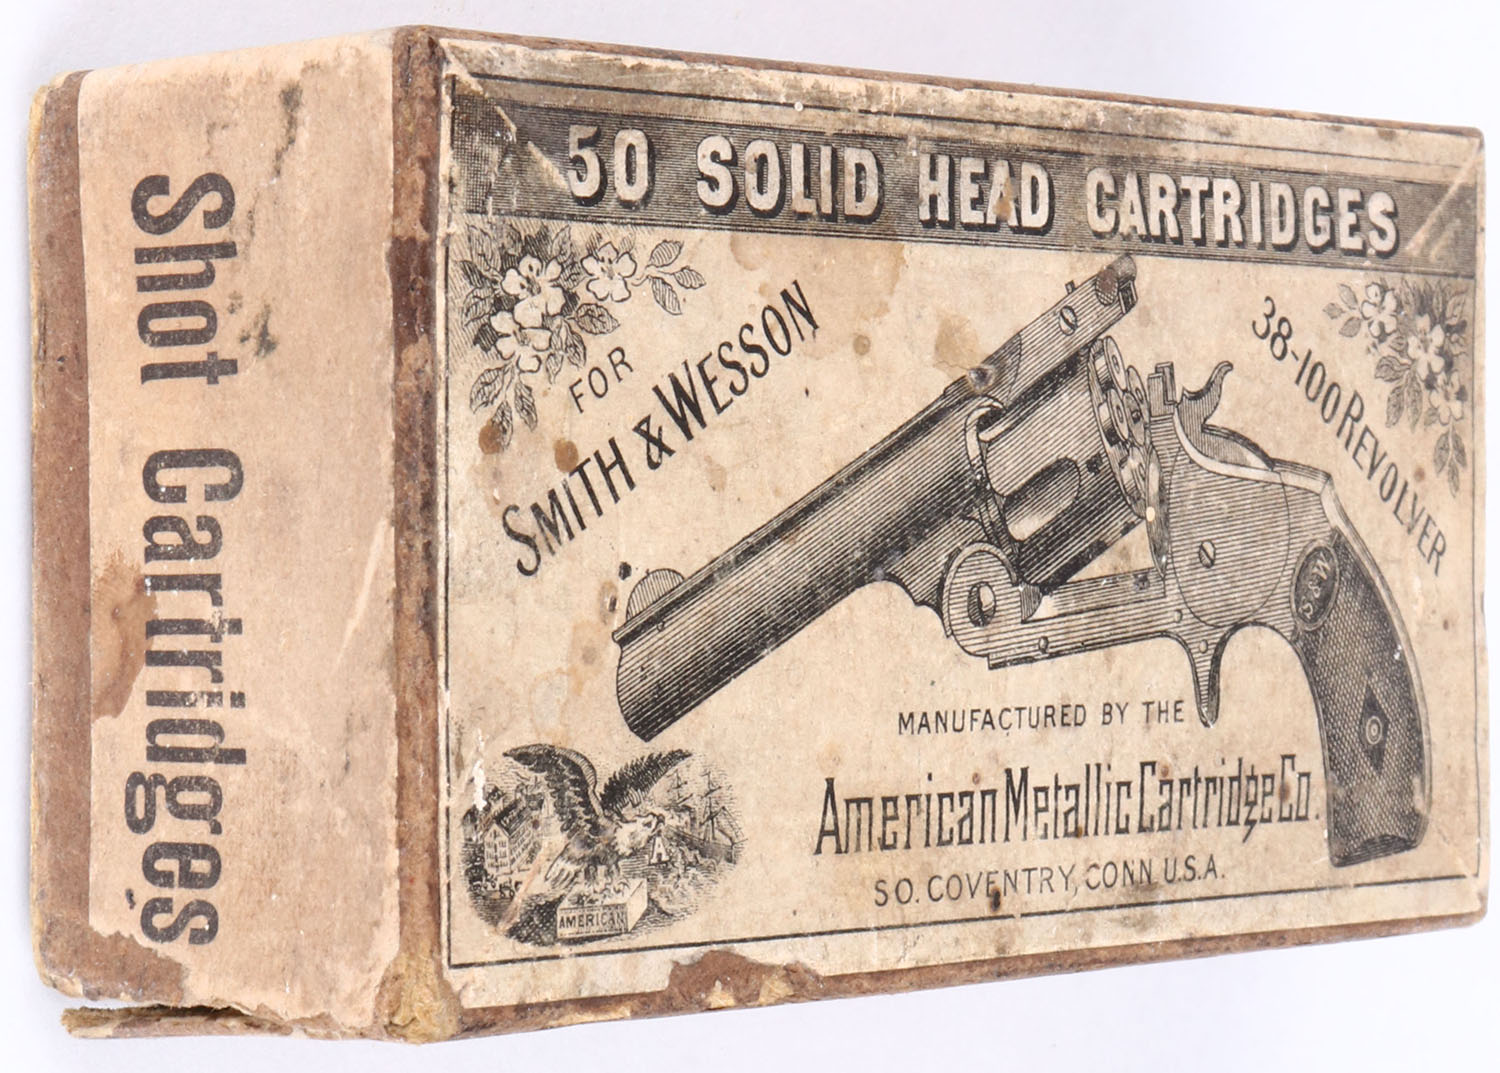 50 SOLID HEAD CARTRIDGES
FOR
SMITH & WESSON
38-100 REVOLVER
MANUFACTURED BY THE
American Metallic Cartridge Co.
SO. COVENTRY, CONN U.S.A.
AMERICAN
Shot Cartridges